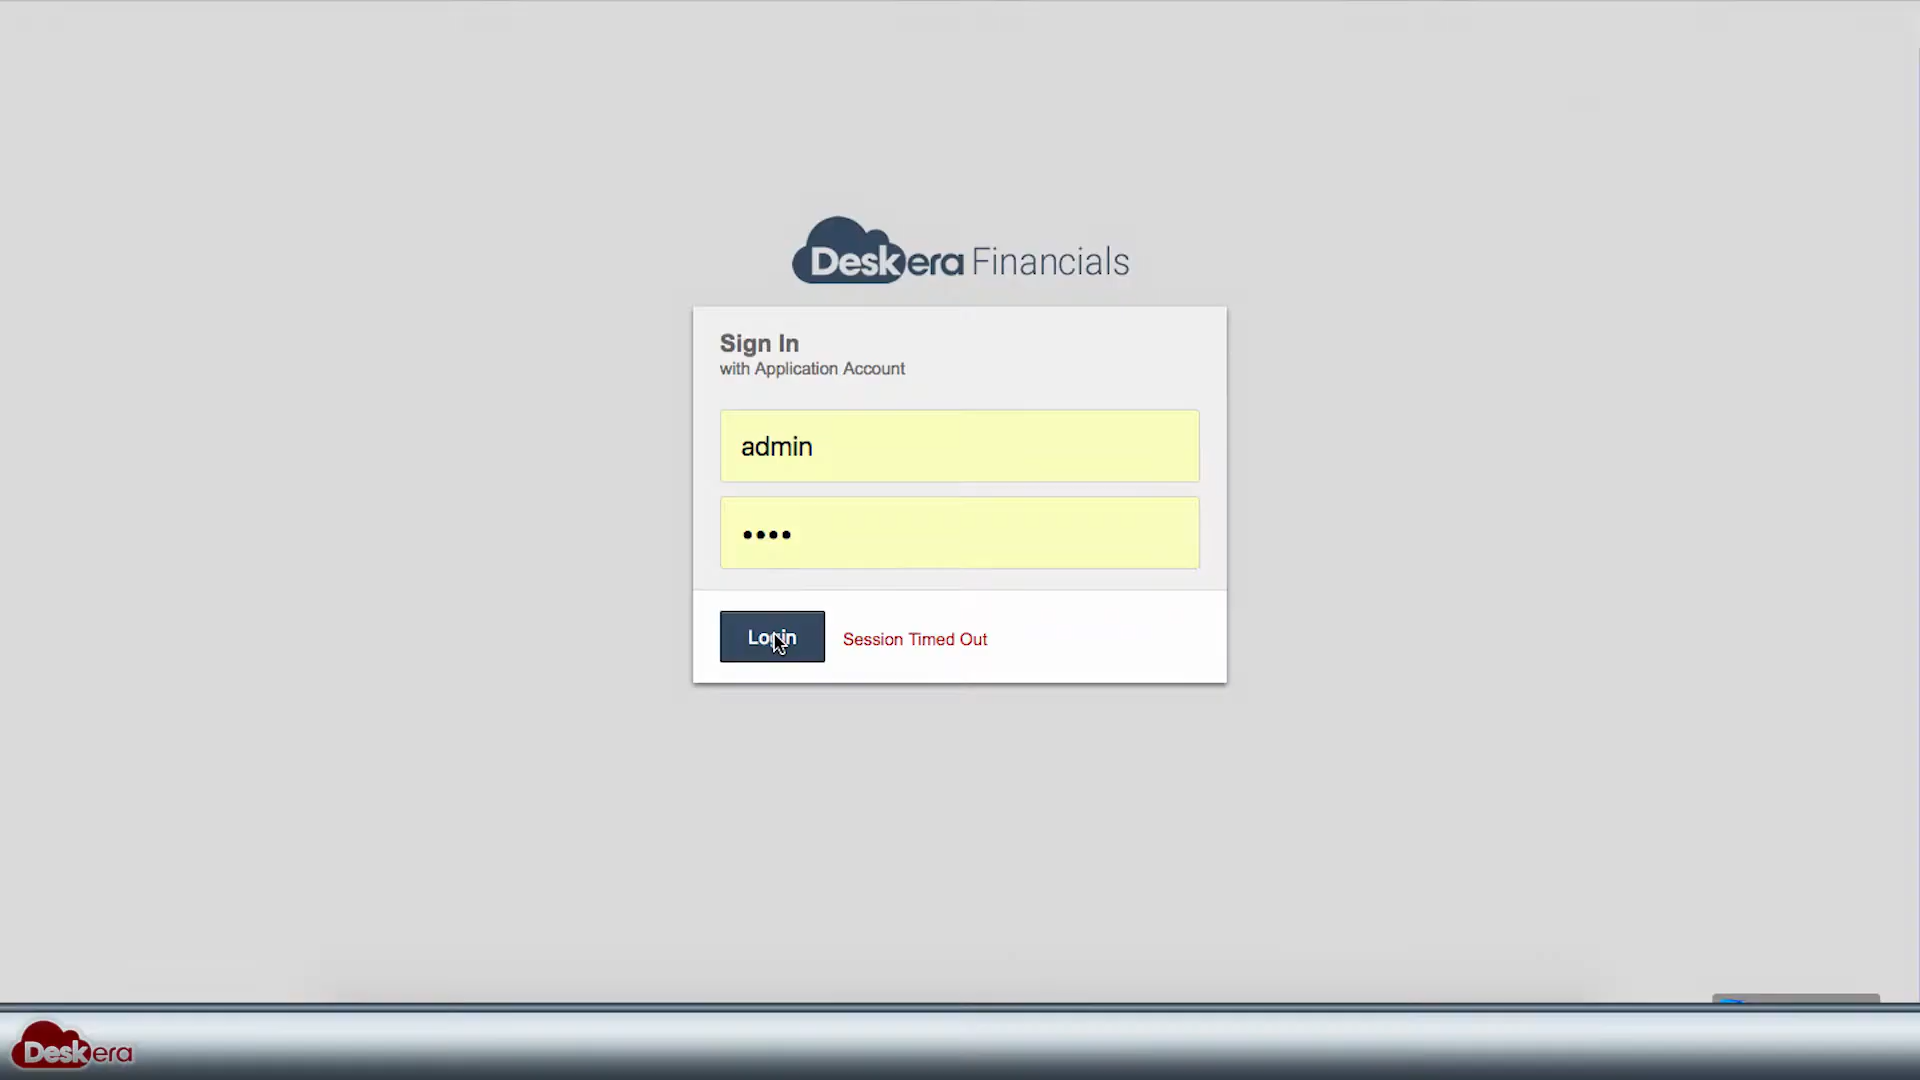 Deskera Financials
Sign In
with Application Account
admin
••••
Login
Session Timed Out
Deskera